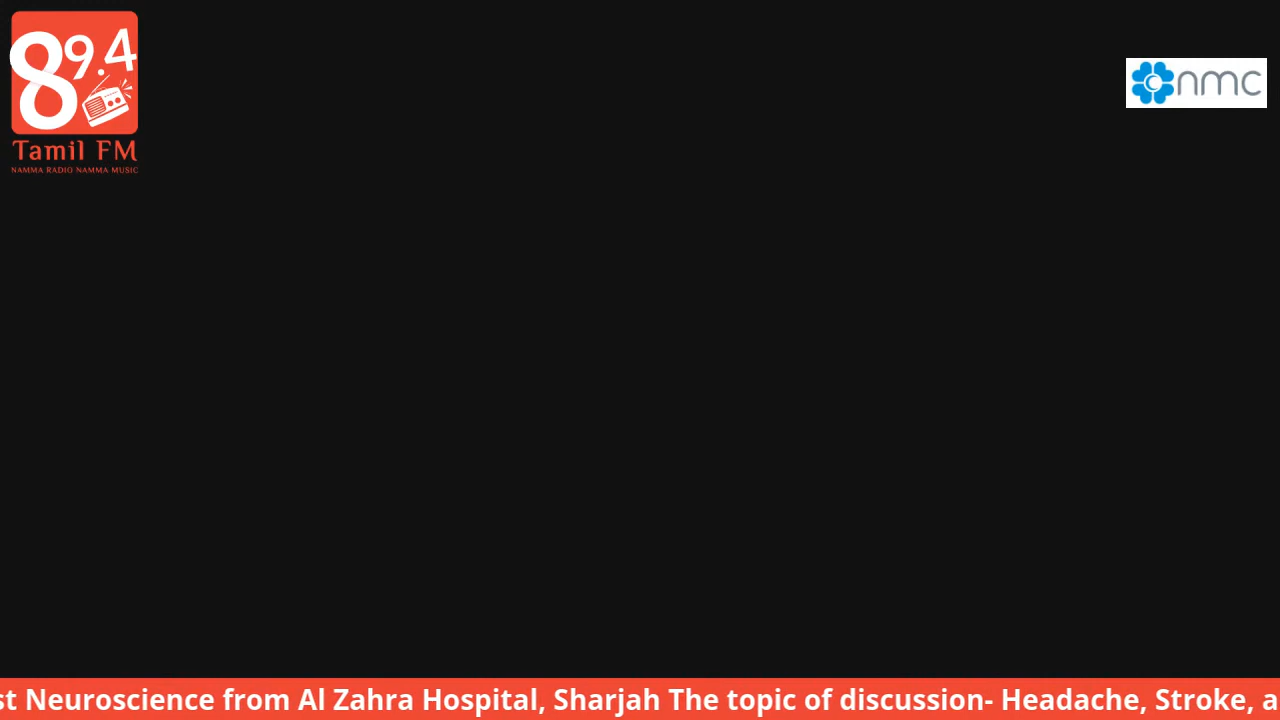 89.4
Tamil FM
NAMMA RADIO NAMMA MUSIC
nmc
Neuroscience from Al Zahra Hospital, Sharjah The topic of discussion- Headache, Stroke,